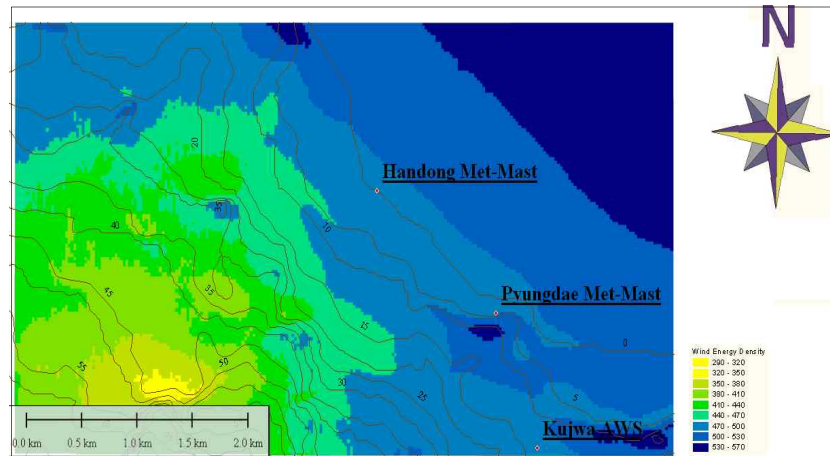 N
Handong Met-Mast
20
35
40
10
Pyungdae Met-Mast
45
35
15
0
55
50
30
25
5
Kujwa AWS
0.0 km 0.5 km 1.0 km 1.5 km 2.0 km
Wind Energy Density
290 - 320
320 - 350
350 - 380
380 - 410
410 - 440
440 - 470
470 - 500
500 - 530
530 - 570